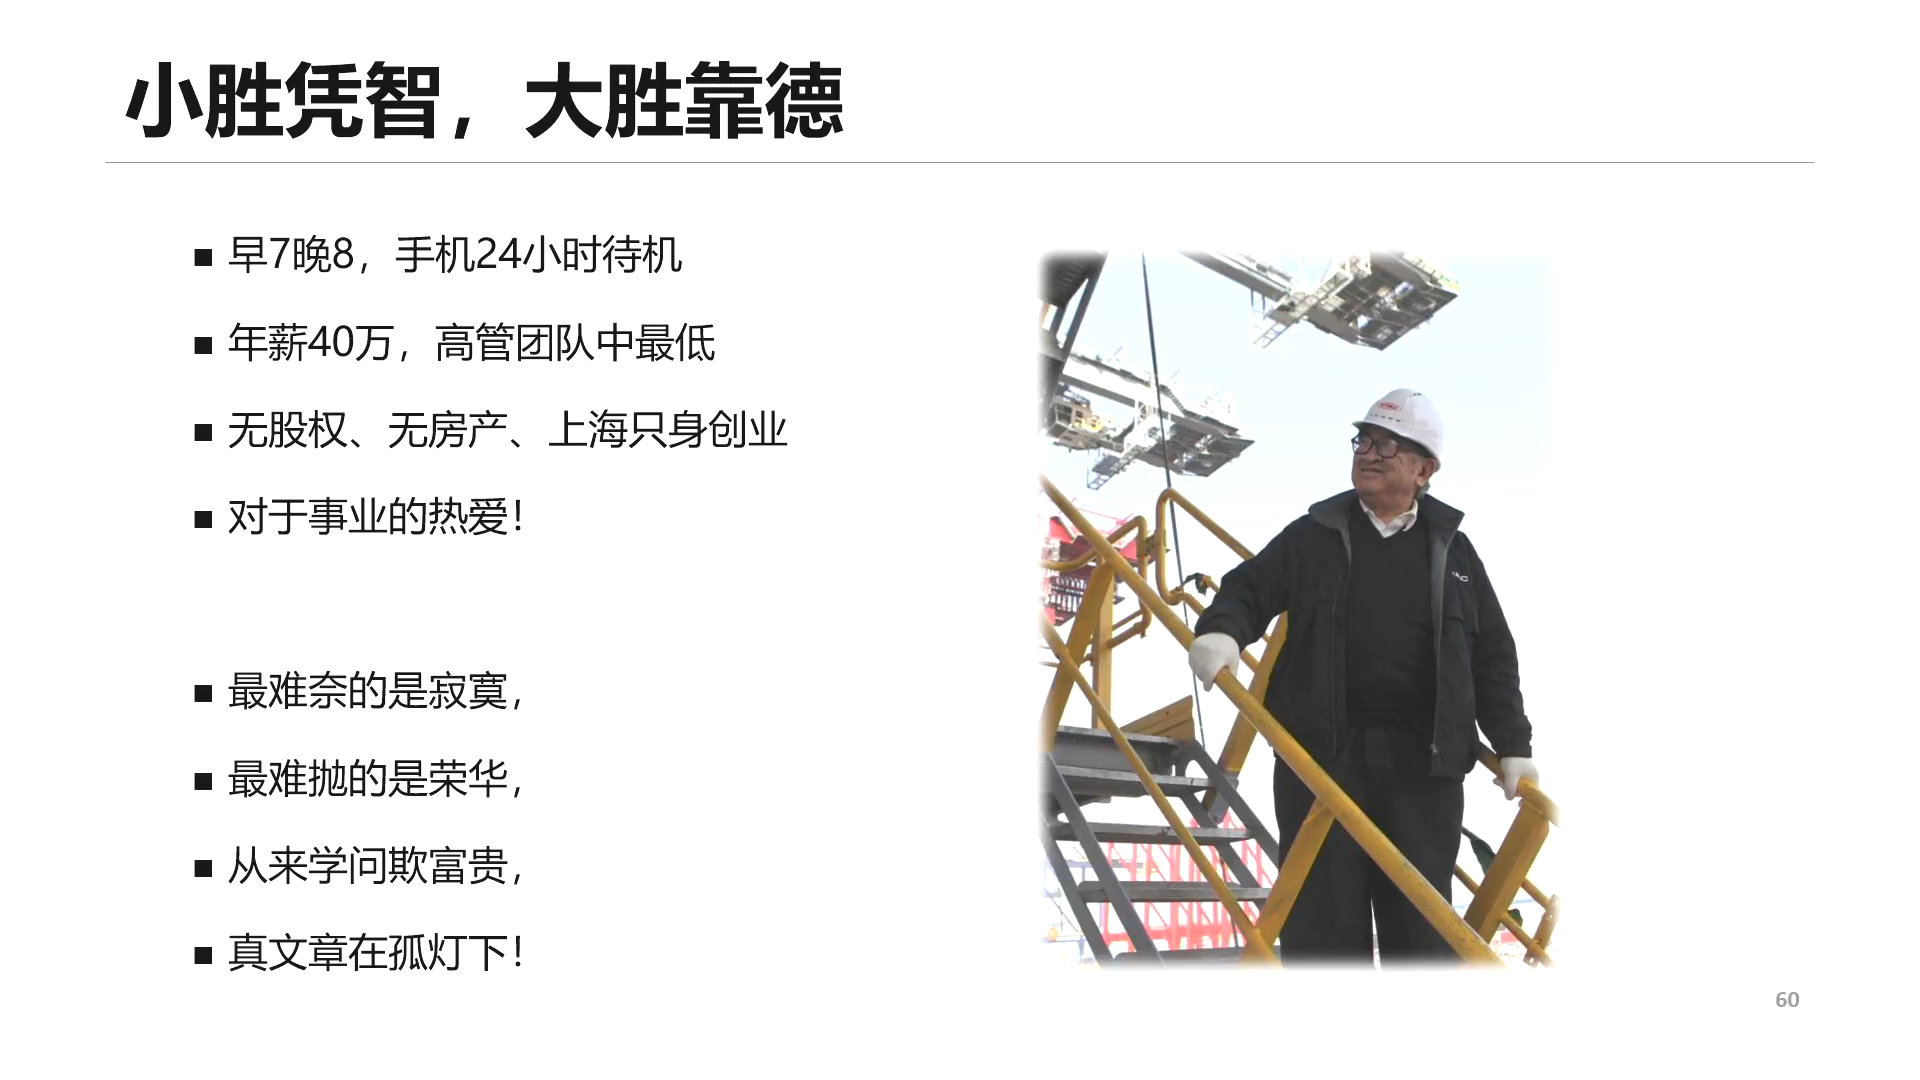 小胜凭智，大胜靠德
■ 早7晚8，手机24小时待机
■ 年薪40万，高管团队中最低
■ 无股权、无房产、上海只身创业
■ 对于事业的热爱！
■ 最难奈的是寂寞，
■ 最难抛的是荣华，
■ 从来学问欺富贵，
■ 真文章在孤灯下！
60